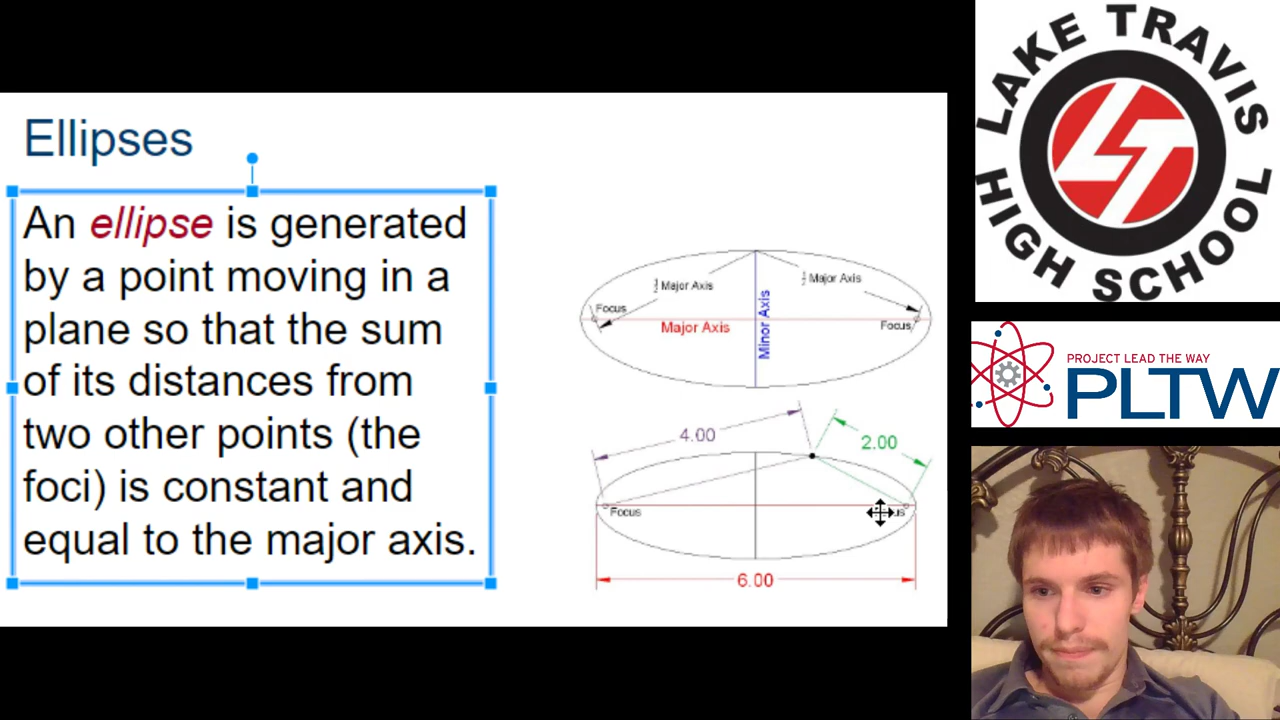 Ellipses
An ellipse is generated
by a point moving in a
plane so that the sum
of its distances from
two other points (the
foci) is constant and
equal to the major axis.
½ Major Axis
½ Major Axis
Focus
Major Axis
Minor Axis
Focus
4.00
2.00
Focus
6.00
LAKE TRAVIS
LT
HIGH SCHOOL
PROJECT LEAD THE WAY
PLTW